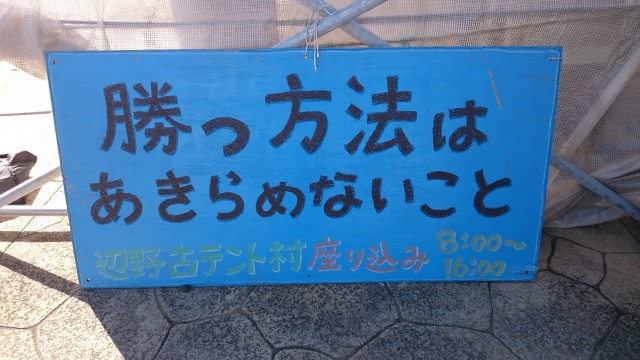 勝つ方法は
あきらめないこと
辺野古テント村 座り込み 8:00〜
16:00